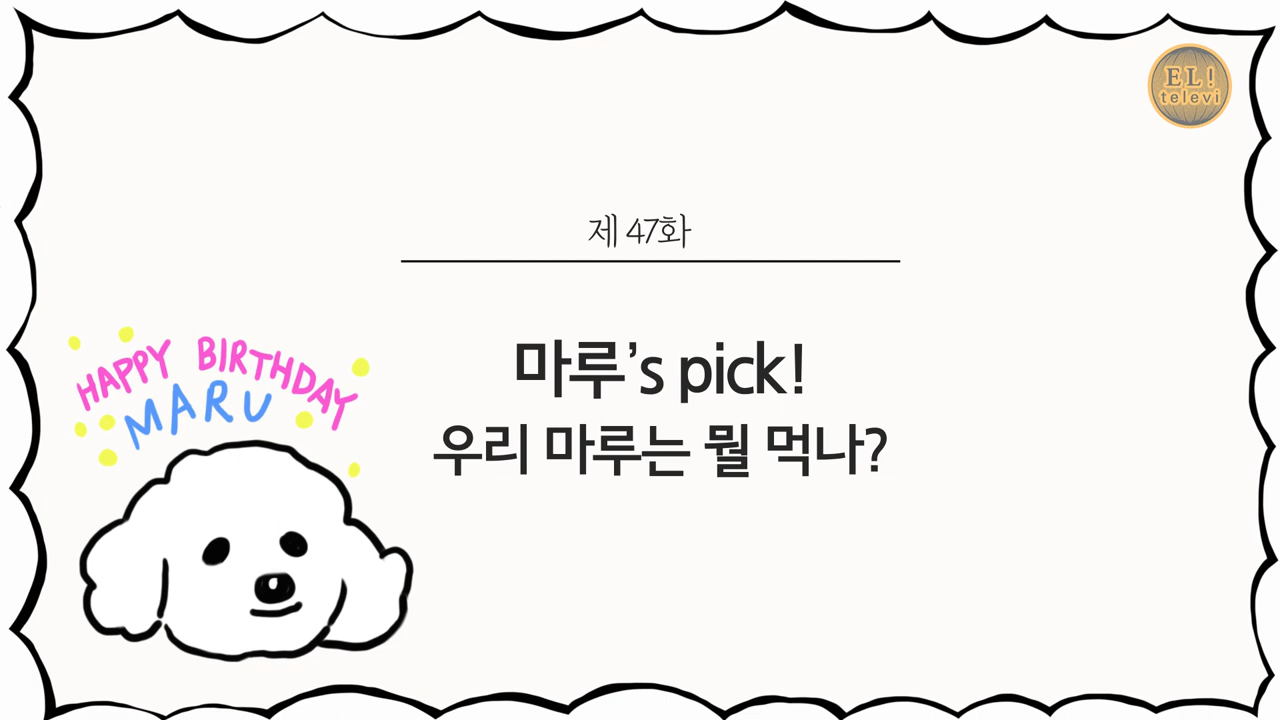 EL!
televi
제 47화
마루’s pick!
우리 마루는 뭘 먹나?
HAPPY BIRTHDAY
MARU